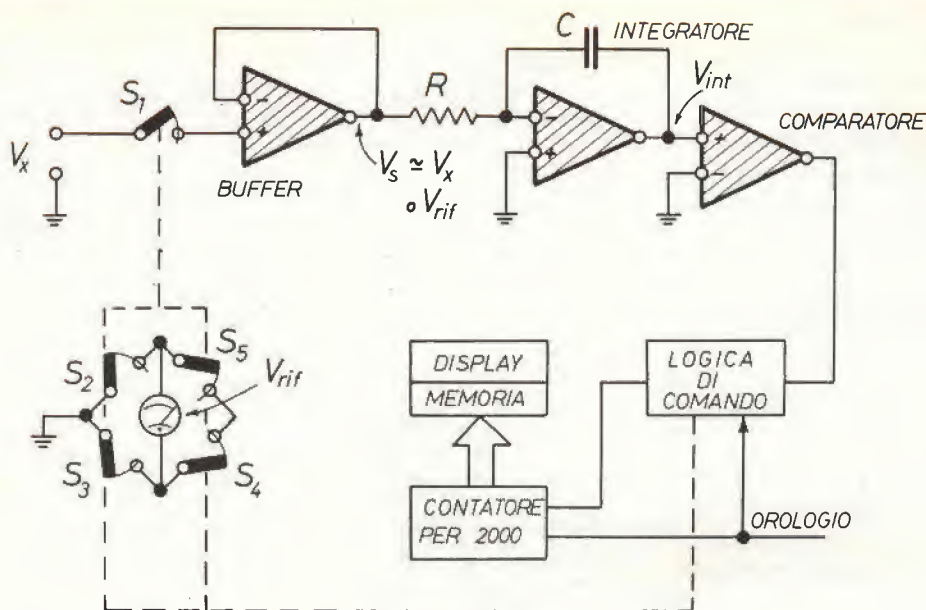 C INTEGRATORE
S1
R
Vint
COMPARATORE
Vx
- +
BUFFER
Vs ≃ Vx
o Vrif
- +
+ -
S2
S5
Vrif
S3
S4
DISPLAY
MEMORIA
LOGICA
DI
COMANDO
CONTATORE
PER 2000
OROLOGIO